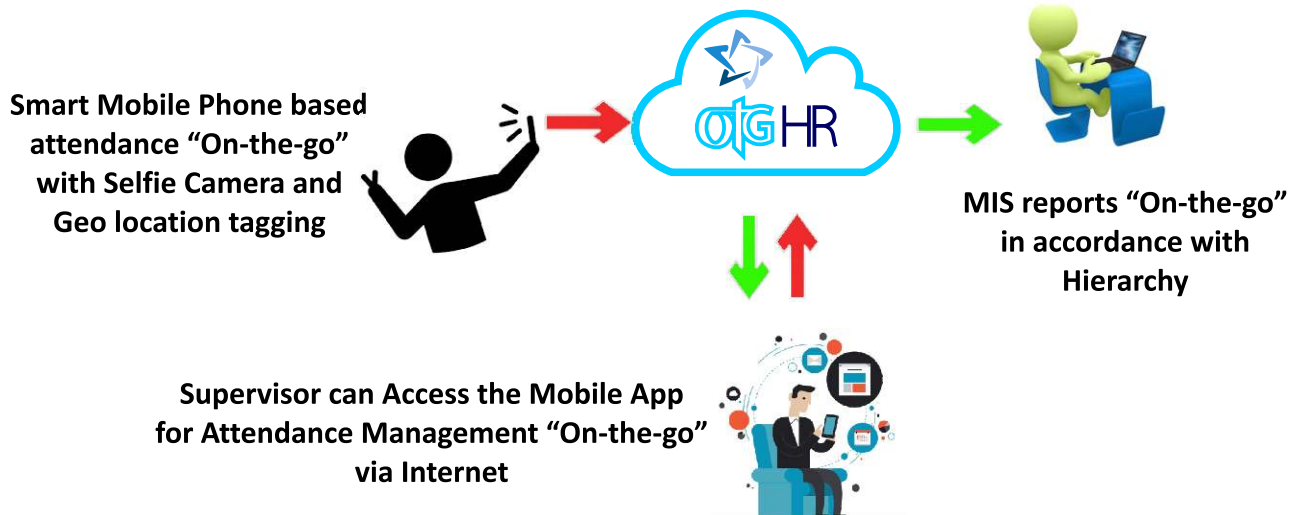 Smart Mobile Phone based
attendance “On-the-go”
with Selfie Camera and
Geo location tagging
OTG HR
MIS reports “On-the-go”
in accordance with
Hierarchy
Supervisor can Access the Mobile App
for Attendance Management “On-the-go”
via Internet